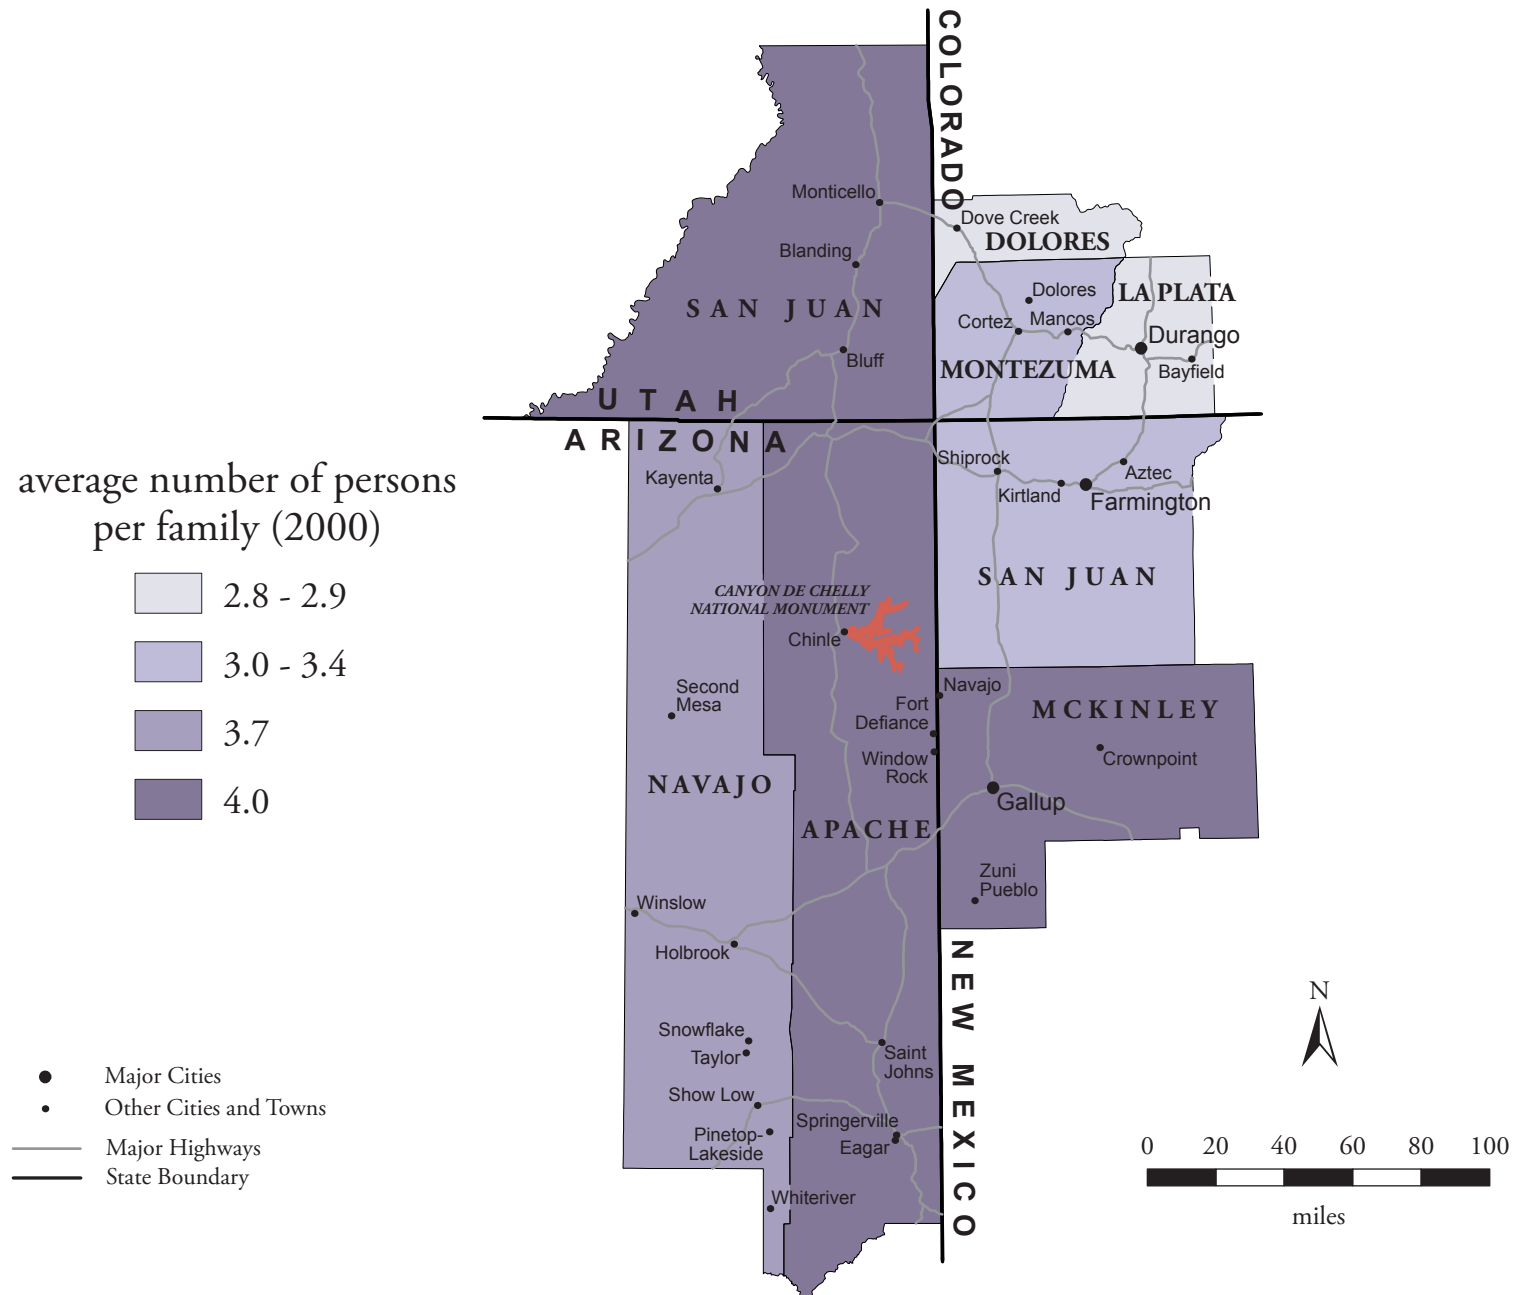 COLORADO
Monticello
Dove Creek
DOLORES
Blanding
Dolores
LA PLATA
SAN JUAN
Cortez
Mancos
Durango
Bluff
MONTEZUMA
Bayfield
UTAH
ARIZONA
Shiprock
Aztec
Kayenta
Kirtland
Farmington
average number of persons
per family (2000)
2.8 - 2.9
3.0 - 3.4
3.7
4.0
SAN JUAN
CANYON DE CHELLY
NATIONAL MONUMENT
Chinle
Second
Mesa
Navajo
Fort
Defiance
MCKINLEY
Window
Rock
Crownpoint
NAVAJO
Gallup
APACHE
Zuni
Pueblo
Winslow
Holbrook
NEW MEXICO
N
Snowflake
Taylor
Saint
Johns
Show Low
Springerville
Eagar
Pinetop-
Lakeside
Whiteriver
Major Cities
Other Cities and Towns
Major Highways
State Boundary
0 20 40 60 80 100
miles